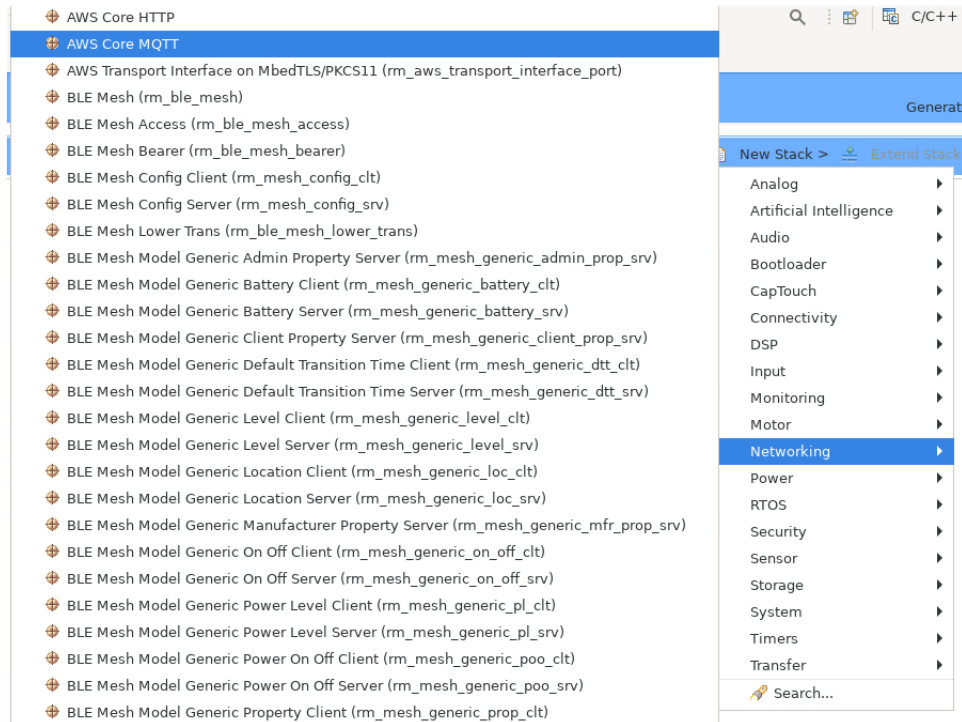 AWS Core HTTP
AWS Core MQTT
AWS Transport Interface on MbedTLS/PKCS11 (rm_aws_transport_interface_port)
BLE Mesh (rm_ble_mesh)
BLE Mesh Access (rm_ble_mesh_access)
BLE Mesh Bearer (rm_ble_mesh_bearer)
BLE Mesh Config Client (rm_mesh_config_clt)
BLE Mesh Config Server (rm_mesh_config_srv)
BLE Mesh Lower Trans (rm_ble_mesh_lower_trans)
BLE Mesh Model Generic Admin Property Server (rm_mesh_generic_admin_prop_srv)
BLE Mesh Model Generic Battery Client (rm_mesh_generic_battery_clt)
BLE Mesh Model Generic Battery Server (rm_mesh_generic_battery_srv)
BLE Mesh Model Generic Client Property Server (rm_mesh_generic_client_prop_srv)
BLE Mesh Model Generic Default Transition Time Client (rm_mesh_generic_dtt_clt)
BLE Mesh Model Generic Default Transition Time Server (rm_mesh_generic_dtt_srv)
BLE Mesh Model Generic Level Client (rm_mesh_generic_level_clt)
BLE Mesh Model Generic Level Server (rm_mesh_generic_level_srv)
BLE Mesh Model Generic Location Client (rm_mesh_generic_loc_clt)
BLE Mesh Model Generic Location Server (rm_mesh_generic_loc_srv)
BLE Mesh Model Generic Manufacturer Property Server (rm_mesh_generic_mfr_prop_srv)
BLE Mesh Model Generic On Off Client (rm_mesh_generic_on_off_clt)
BLE Mesh Model Generic On Off Server (rm_mesh_generic_on_off_srv)
BLE Mesh Model Generic Power Level Client (rm_mesh_generic_pl_clt)
BLE Mesh Model Generic Power Level Server (rm_mesh_generic_pl_srv)
BLE Mesh Model Generic Power On Off Client (rm_mesh_generic_poo_clt)
BLE Mesh Model Generic Power On Off Server (rm_mesh_generic_poo_srv)
BLE Mesh Model Generic Property Client (rm_mesh_generic_prop_clt)
C/C++
Generat
New Stack > Extend Stack
Analog
Artificial Intelligence
Audio
Bootloader
CapTouch
Connectivity
DSP
Input
Monitoring
Motor
Networking
Power
RTOS
Security
Sensor
Storage
System
Timers
Transfer
Search...